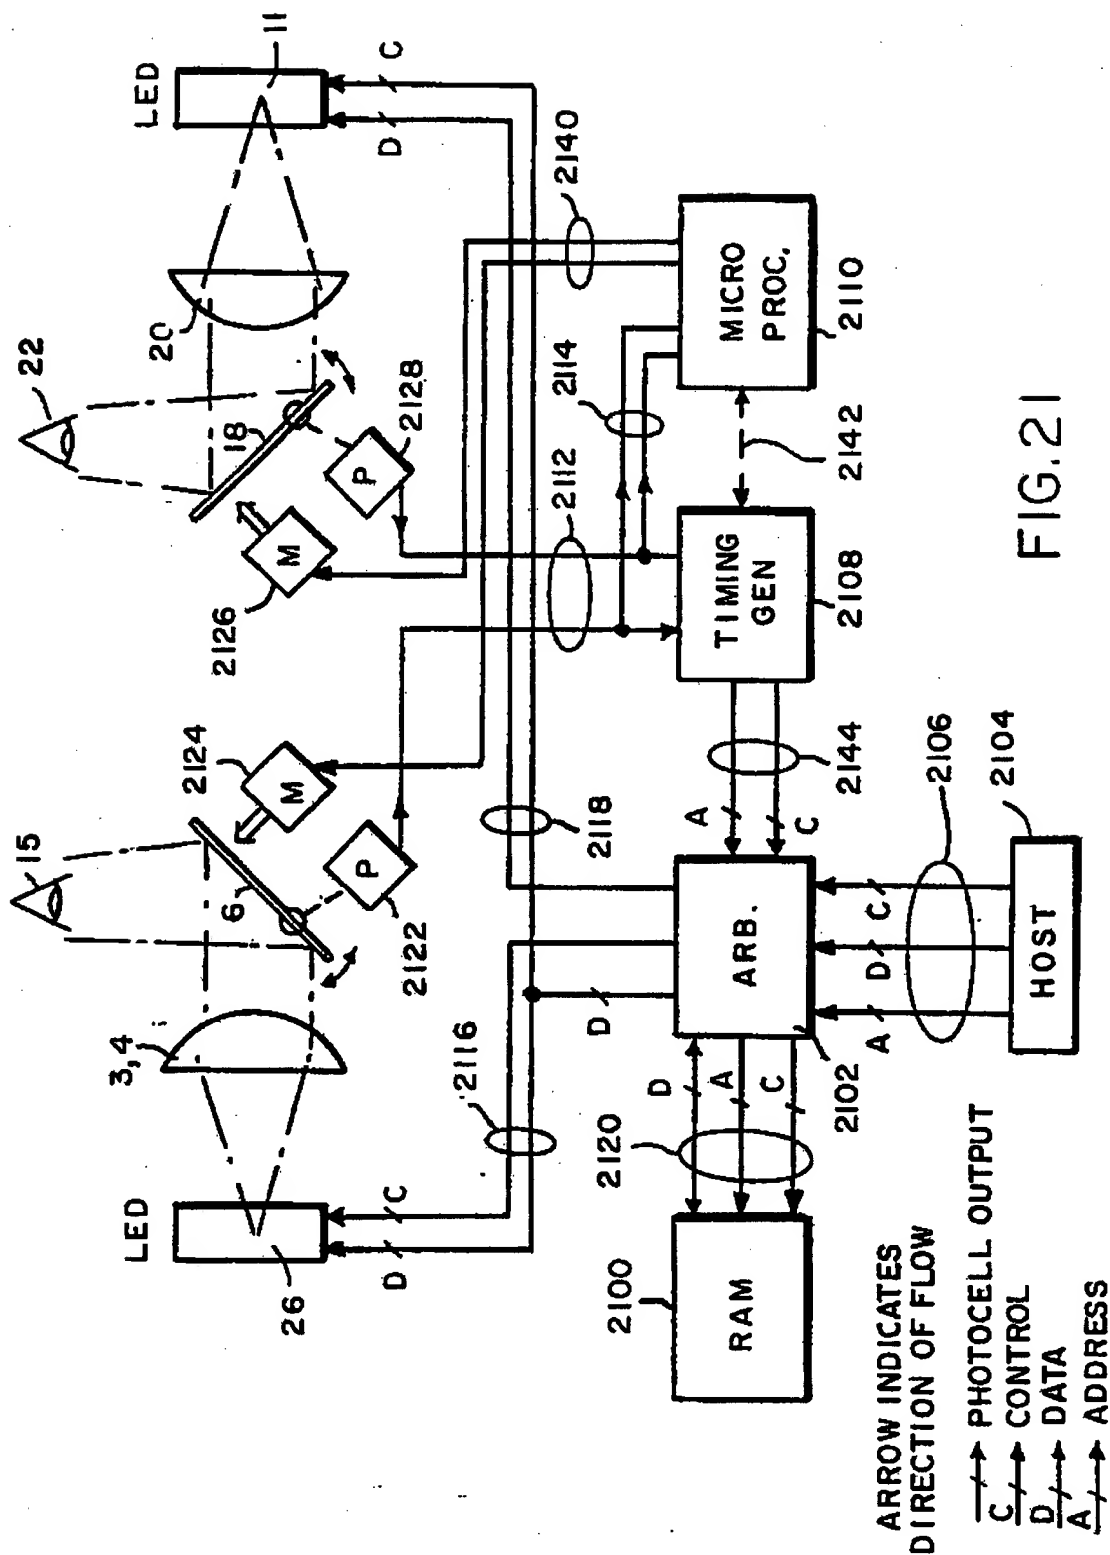 LED
LED
15
22
11
3,4
6
18
20
26
2124
2126
M
M
P
P
2122
2128
D
C
D
C
2116
2118
2112
2114
2140
D
2100
RAM
2120
D
A
C
ARB.
2102
A
C
2144
TIMING
GEN
2108
2142
MICRO
PROC.
2110
A
D
C
2106
HOST
2104
ARROW INDICATES
DIRECTION OF FLOW
PHOTOCELL OUTPUT
C CONTROL
D DATA
A ADDRESS
FIG.21